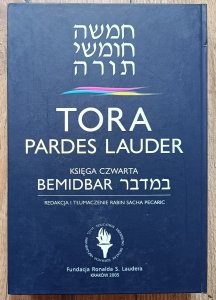 חמשה
חומשי
תורה
TORA
PARDES LAUDER
KSIĘGA CZWARTA
BEMIDBAR במדבר
REDAKCJA I TŁUMACZENIE RABIN SACHA PECARIC
Fundacja Ronalda S. Laudera
KRAKÓW 2005